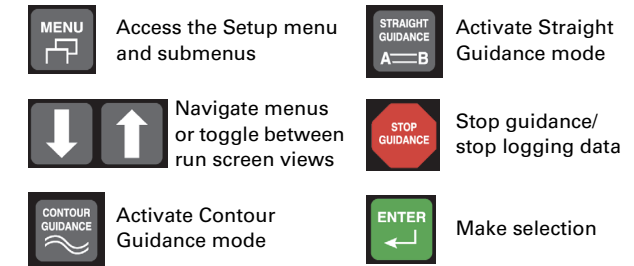 MENU
Access the Setup menu
and submenus
STRAIGHT
GUIDANCE
A B
Activate Straight
Guidance mode
Navigate menus
or toggle between
run screen views
STOP
GUIDANCE
Stop guidance/
stop logging data
CONTOUR
GUIDANCE
Activate Contour
Guidance mode
ENTER
Make selection